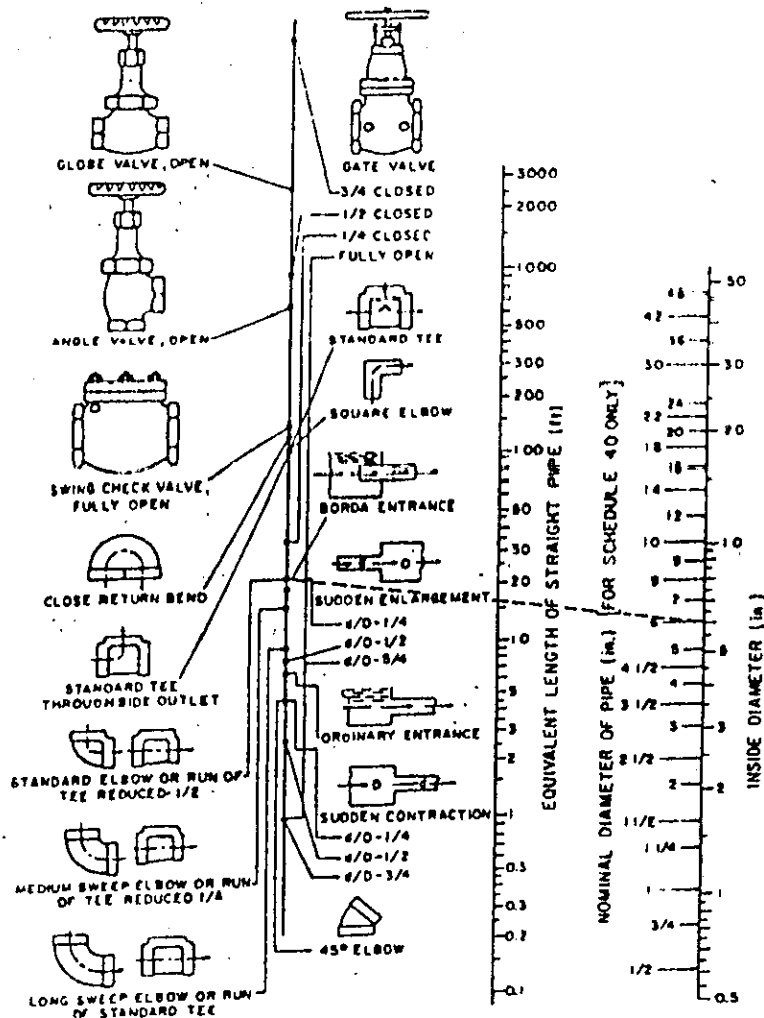 GLOBE VALVE, OPEN
GATE VALVE
3/4 CLOSED
1/2 CLOSED
1/4 CLOSED
FULLY OPEN
ANGLE VALVE, OPEN
STANDARD TEE
SQUARE ELBOW
SWING CHECK VALVE,
FULLY OPEN
BORDA ENTRANCE
CLOSE RETURN BEND
SUDDEN ENLARGEMENT
d/D-1/4
d/D-1/2
d/D-3/4
STANDARD TEE
THROUGH SIDE OUTLET
ORDINARY ENTRANCE
STANDARD ELBOW OR RUN OF
TEE REDUCED 1/2
SUDDEN CONTRACTION
d/D-1/4
d/D-1/2
d/D-3/4
MEDIUM SWEEP ELBOW OR RUN
OF TEE REDUCED 1/4
45° ELBOW
LONG SWEEP ELBOW OR RUN
OF STANDARD TEE
3000
2000
1000
500
300
200
100
50
30
20
10
5
3
2
1
0.5
0.3
0.2
0.1
EQUIVALENT LENGTH OF STRAIGHT PIPE (ft)
NOMINAL DIAMETER OF PIPE (in.) [FOR SCHEDULE 40 ONLY]
48
42
36
30
24
22
20
18
16
14
12
10
9
8
7
6
5
4 1/2
4
3 1/2
3
2 1/2
2
1 1/2
1 1/4
1
3/4
1/2
50
30
20
10
5
3
2
1
0.5
INSIDE DIAMETER (in)
D
D